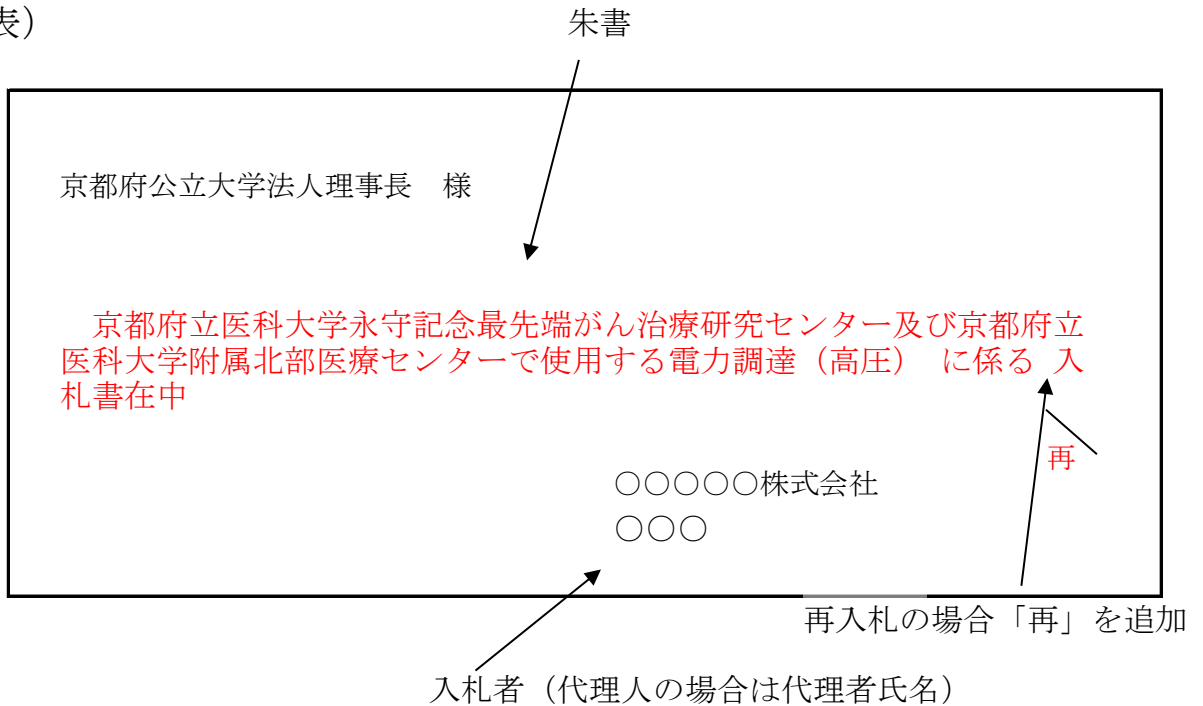 表）
朱書
京都府公立大学法人理事長　様
京都府立医科大学永守記念最先端がん治療研究センター及び京都府立
医科大学附属北部医療センターで使用する電力調達（高圧）　に係る 入
札書在中
再
○○○○○株式会社
○○○
再入札の場合「再」を追加
入札者（代理人の場合は代理者氏名）